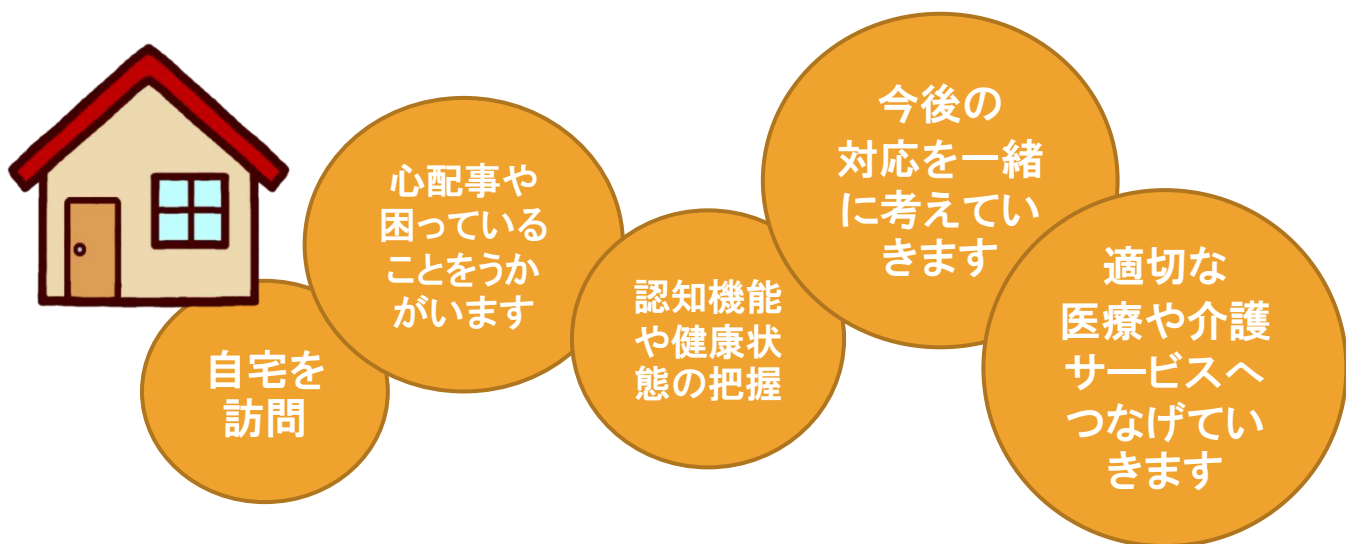 自宅を
訪問
心配事や
困っている
ことをうか
がいます
認知機能
や健康状
態の把握
今後の
対応を一緒
に考えてい
きます
適切な
医療や介護
サービスへ
つなげてい
きます